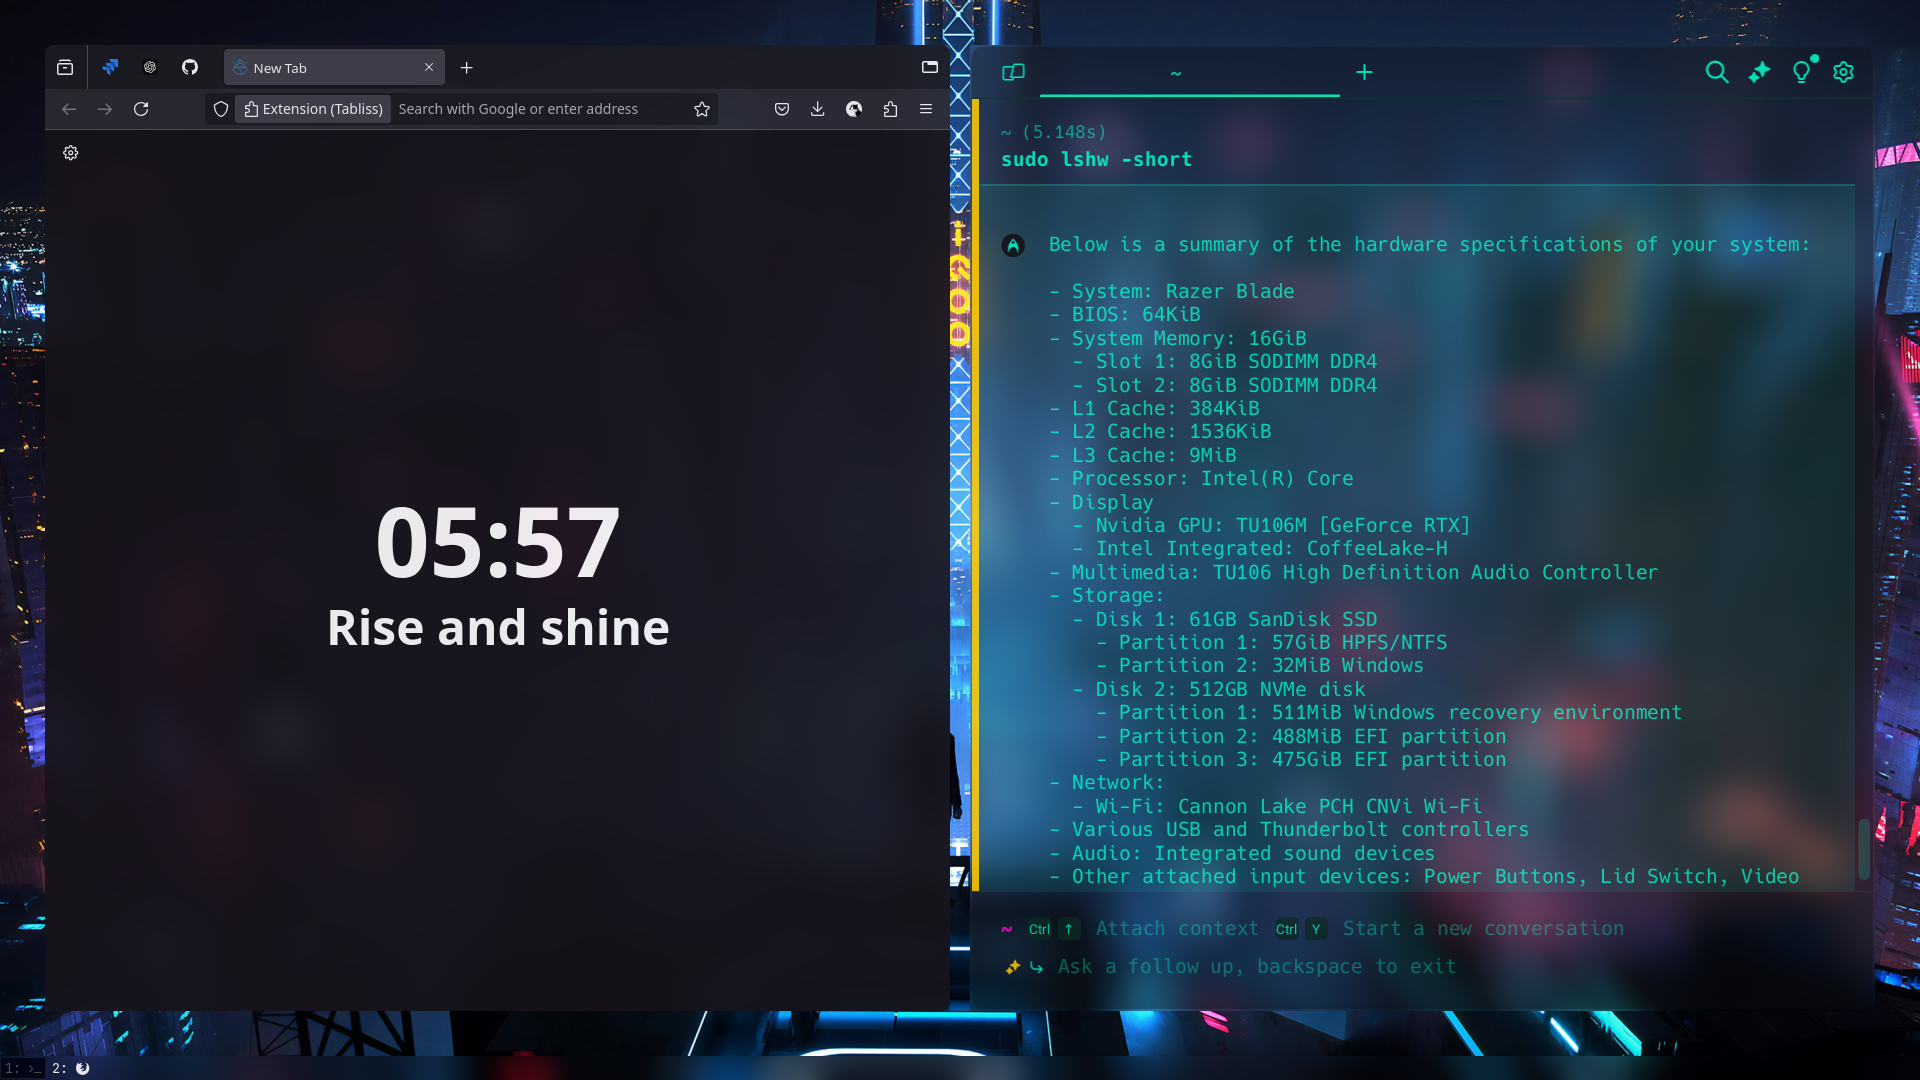 New Tab
Extension (Tabliss)
Search with Google or enter address
05:57
Rise and shine
~
~ (5.148s)
sudo lshw -short
Below is a summary of the hardware specifications of your system:
- System: Razer Blade
- BIOS: 64KiB
- System Memory: 16GiB
- Slot 1: 8GiB SODIMM DDR4
- Slot 2: 8GiB SODIMM DDR4
- L1 Cache: 384KiB
- L2 Cache: 1536KiB
- L3 Cache: 9MiB
- Processor: Intel(R) Core
- Display
- Nvidia GPU: TU106M [GeForce RTX]
- Intel Integrated: CoffeeLake-H
- Multimedia: TU106 High Definition Audio Controller
- Storage:
- Disk 1: 61GB SanDisk SSD
- Partition 1: 57GiB HPFS/NTFS
- Partition 2: 32MiB Windows
- Disk 2: 512GB NVMe disk
- Partition 1: 511MiB Windows recovery environment
- Partition 2: 488MiB EFI partition
- Partition 3: 475GiB EFI partition
- Network:
- Wi-Fi: Cannon Lake PCH CNVi Wi-Fi
- Various USB and Thunderbolt controllers
- Audio: Integrated sound devices
- Other attached input devices: Power Buttons, Lid Switch, Video
~ Ctrl ↑ Attach context Ctrl Y Start a new conversation
Ask a follow up, backspace to exit
1: >_ 2: